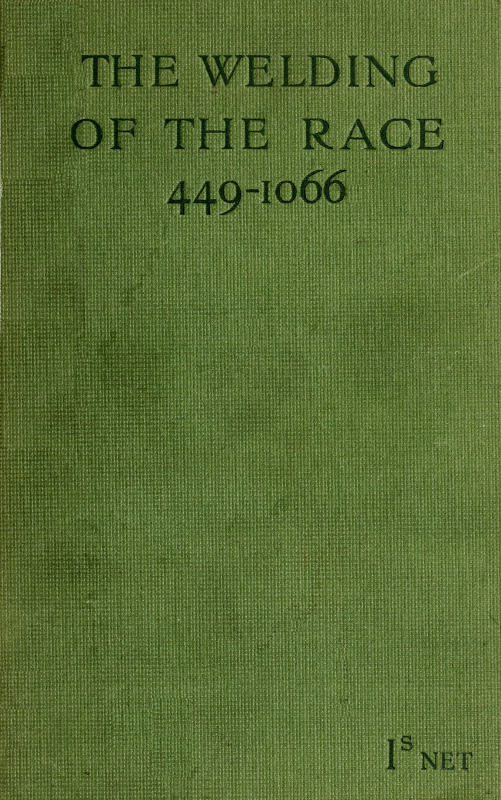 THE WELDING
OF THE RACE
449-1066
1s NET